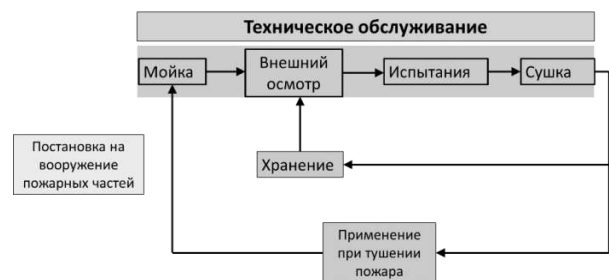 Техническое обслуживание
Мойка
Внешний
осмотр
Испытания
Сушка
Постановка на
вооружение
пожарных частей
Хранение
Применение
при тушении
пожара